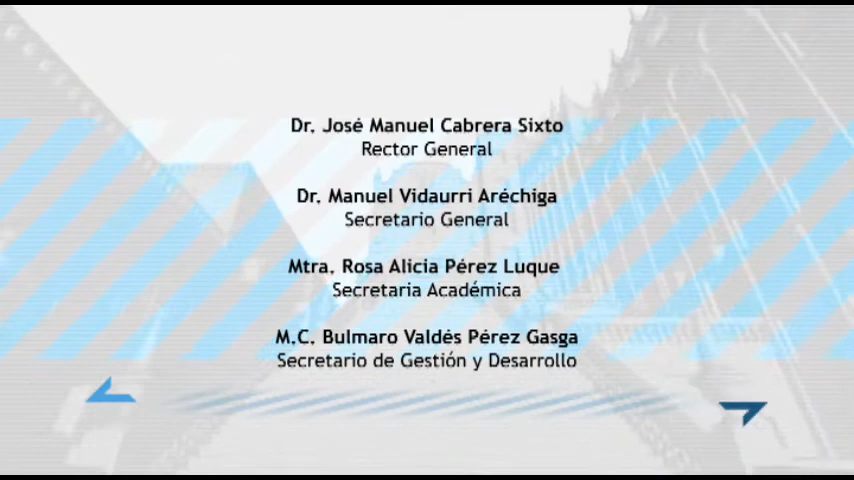 Dr. José Manuel Cabrera Sixto
Rector General
Dr. Manuel Vidaurri Aréchiga
Secretario General
Mtra. Rosa Alicia Pérez Luque
Secretaria Académica
M.C. Bulmaro Valdés Pérez Gasga
Secretario de Gestión y Desarrollo